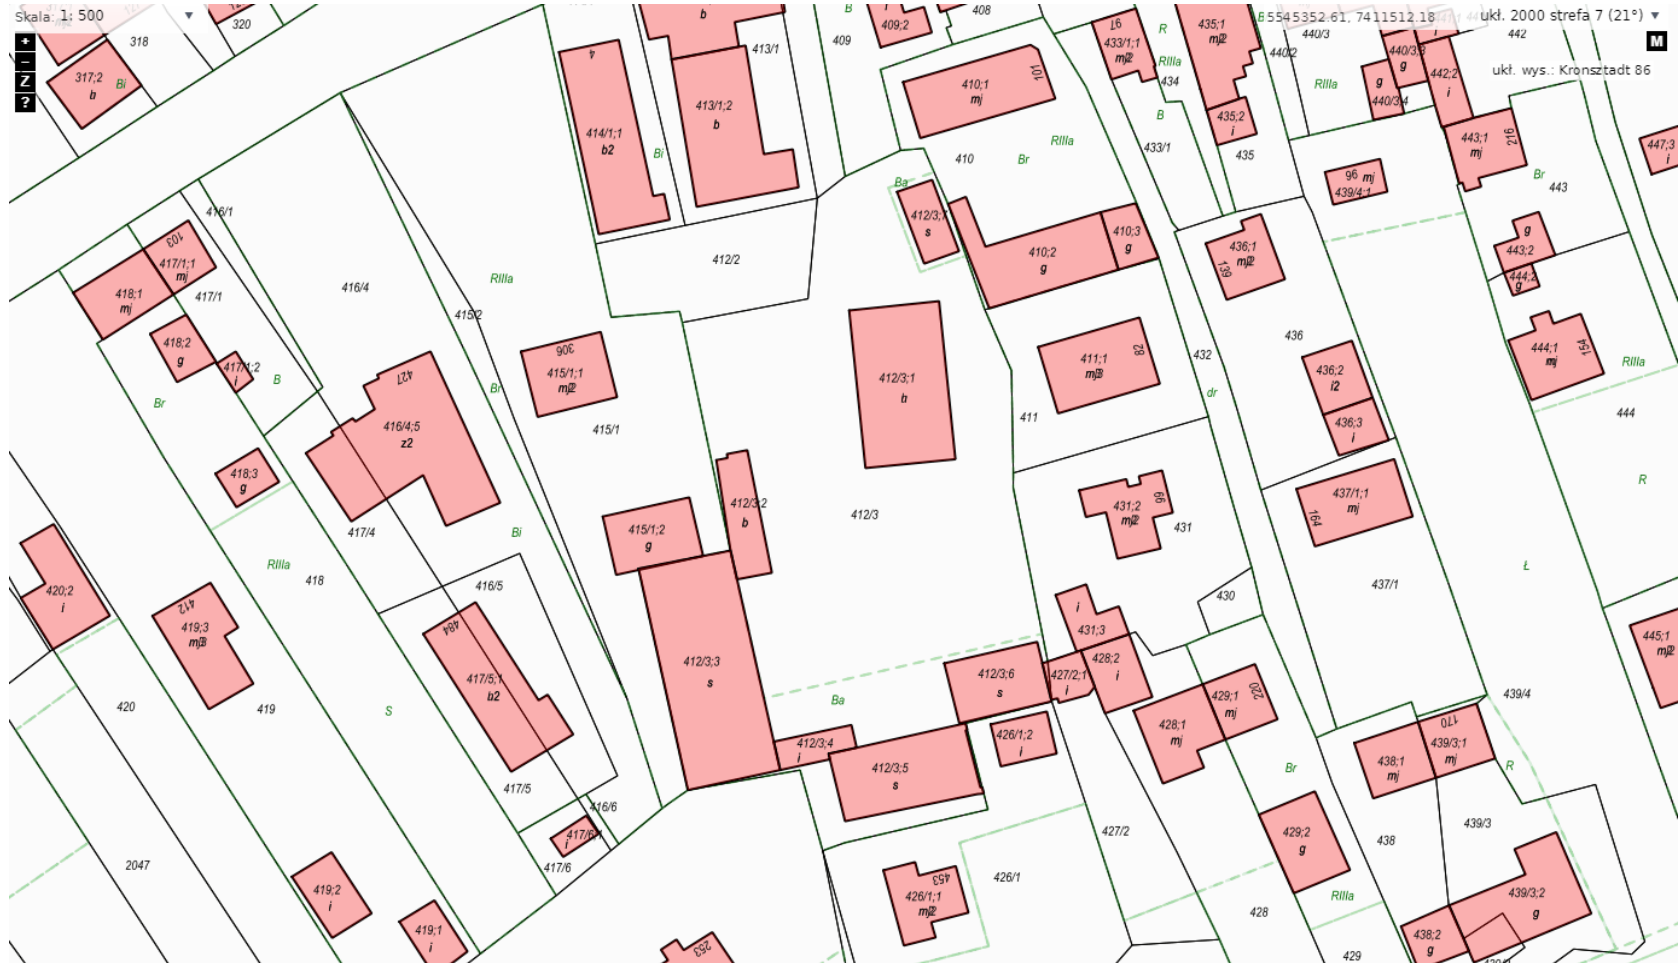 Skala: 1: 500
5545352.61, 7411512.18
ukł. 2000 strefa 7 (21°)
M
ukł. wys.: Kronsztadt 86
+
−
Z
?
318
320
317;2
b
Bi
b
413/1
409
B
409;2
408
R
RIIIa
434
433/1;1
mj2
97
435;1
mj2
440/2
440/3
RIIIa
440/3;3
g
g
440/3;4
442;2
i
442
4
414/1;1
b2
Bi
413/1;2
b
410;1
mj
101
410
Br
RIIIa
B
433/1
435;2
i
435
443;1
mj
216
447;3
i
96
mj
439/4;1
Br
443
416/1
103
417/1;1
mj
417/1
418;1
mj
416/4
415/2
RIIIa
412/2
Ba
412/3;7
s
410;2
g
410;3
g
436;1
mj2
139
g
443;2
444;2
g
418;2
g
417/1;2
i
B
Br
427
306
415/1;1
mj2
Br
415/1
412/3;1
b
411;1
mj3
82
411
432
dr
436
436;2
i2
436;3
i
444;1
mj
154
RIIIa
444
416/4;5
z2
418;3
g
417/4
Bi
412/3;2
b
412/3
415/1;2
g
431;2
mj2
99
431
437/1;1
mj
164
R
RIIIa
418
416/5
437/1
Ł
430
420;2
i
412
419;3
mj3
484
417/5;1
b2
412/3;3
s
i
431;3
428;2
i
427/2;1
i
412/3;6
s
Ba
445;1
mj2
420
419
S
429;1
mj
220
428;1
mj
439/4
426/1;2
i
412/3;4
i
412/3;5
s
170
439/3;1
mj
438;1
mj
Br
R
417/5
416/6
417/6;1
i
417/6
427/2
439/3
438
429;2
g
2047
419;2
i
419;1
i
453
426/1;1
mj2
426/1
RIIIa
428
439/3;2
g
438;2
g
429
253